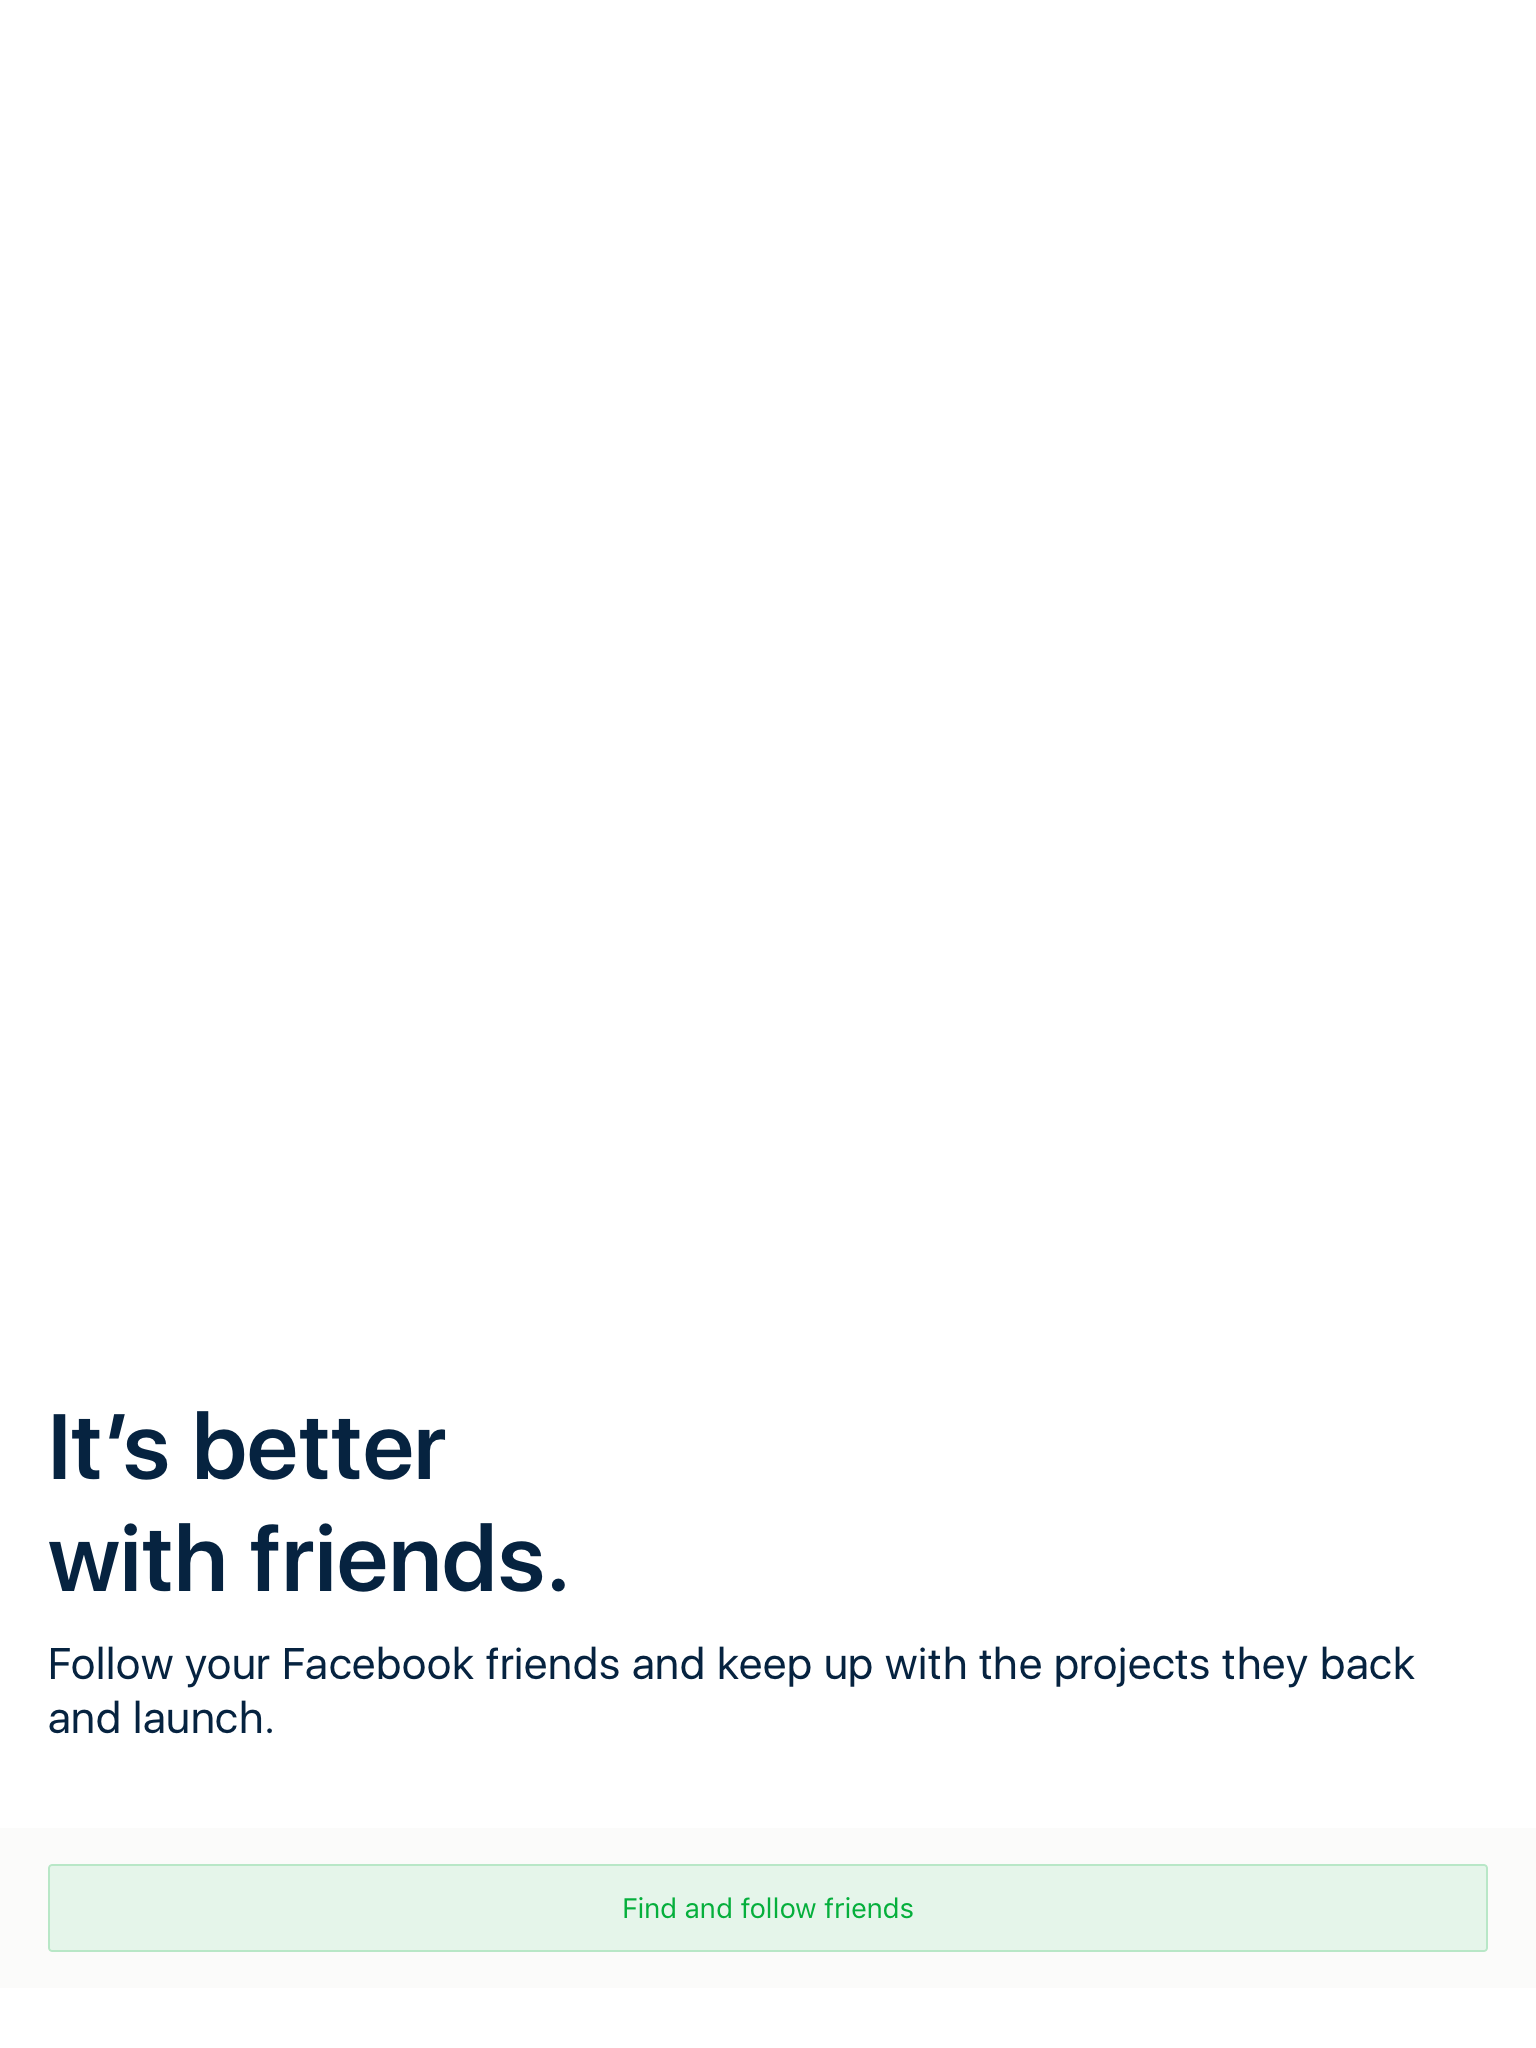 It’s better
with friends.
Follow your Facebook friends and keep up with the projects they back
and launch.
Find and follow friends